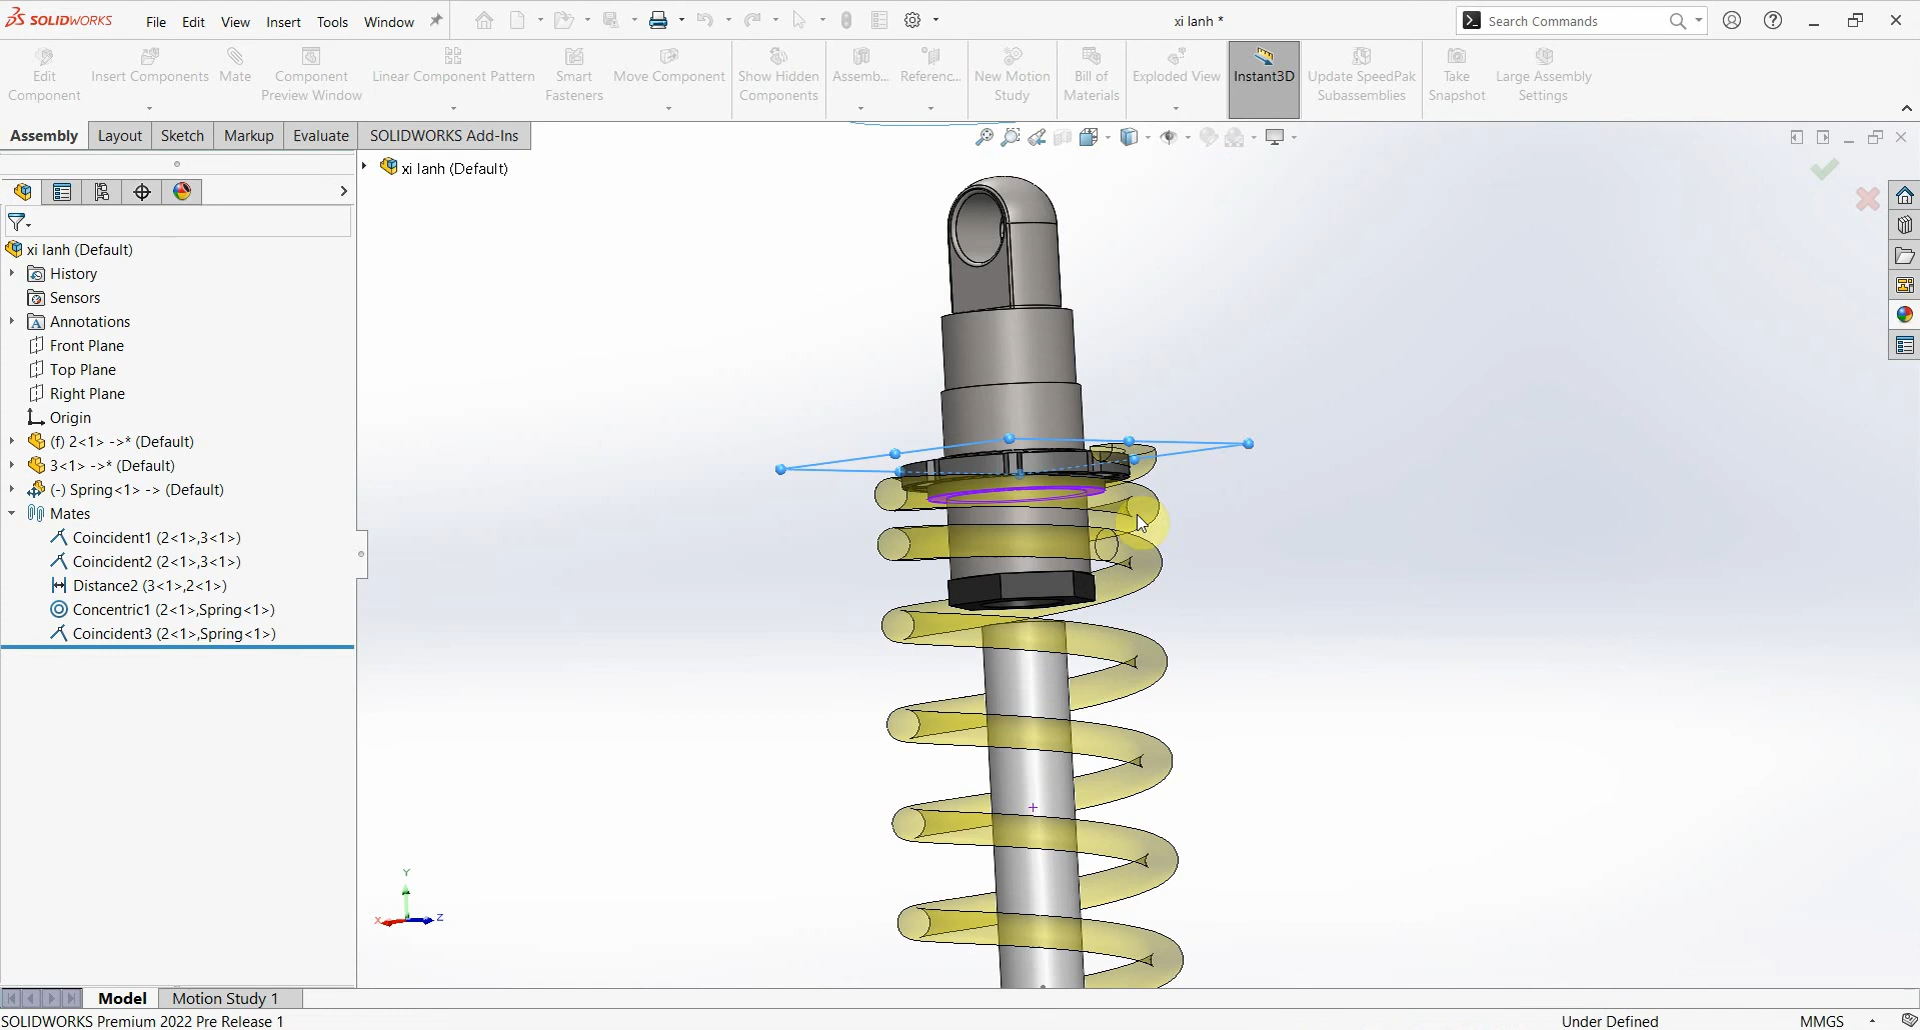 SOLIDWORKS File Edit View Insert Tools Window xi lanh * Search Commands
Edit Component Insert Components Mate Component Preview Window Linear Component Pattern Smart Fasteners Move Component Show Hidden Components Assemb... Referenc... New Motion Study Bill of Materials Exploded View Instant3D Update SpeedPak Subassemblies Take Snapshot Large Assembly Settings
Assembly Layout Sketch Markup Evaluate SOLIDWORKS Add-Ins
xi lanh (Default)
xi lanh (Default)
History
Sensors
Annotations
Front Plane
Top Plane
Right Plane
Origin
(f) 2<1> ->* (Default)
3<1> ->* (Default)
(-) Spring<1> -> (Default)
Mates
Coincident1 (2<1>,3<1>)
Coincident2 (2<1>,3<1>)
Distance2 (3<1>,2<1>)
Concentric1 (2<1>,Spring<1>)
Coincident3 (2<1>,Spring<1>)
Y
X Z
Model Motion Study 1
SOLIDWORKS Premium 2022 Pre Release 1 Under Defined MMGS